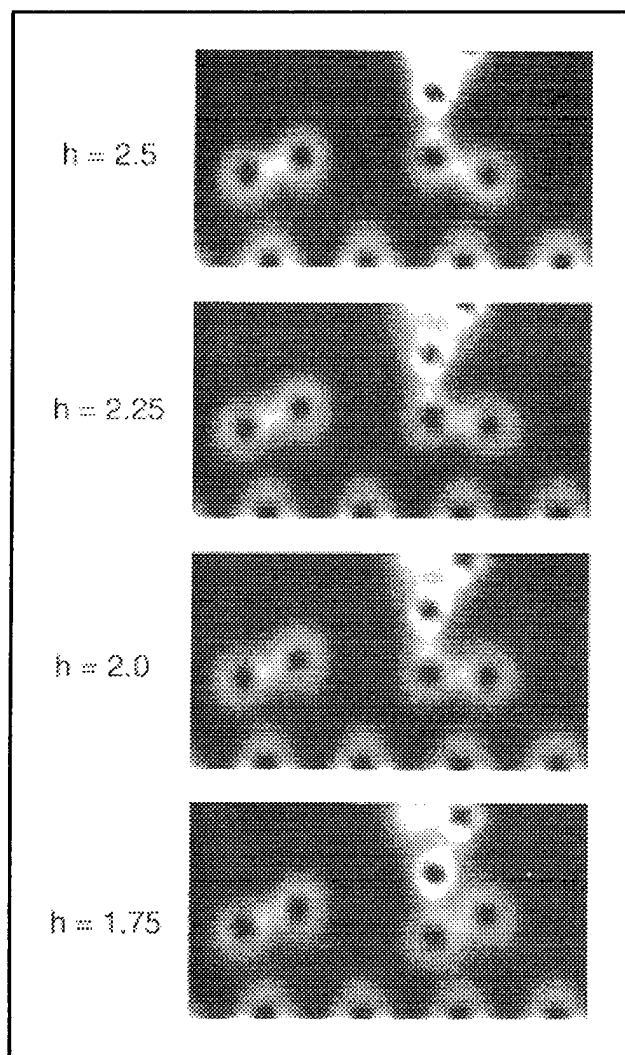 h = 2.5
h = 2.25
h = 2.0
h = 1.75